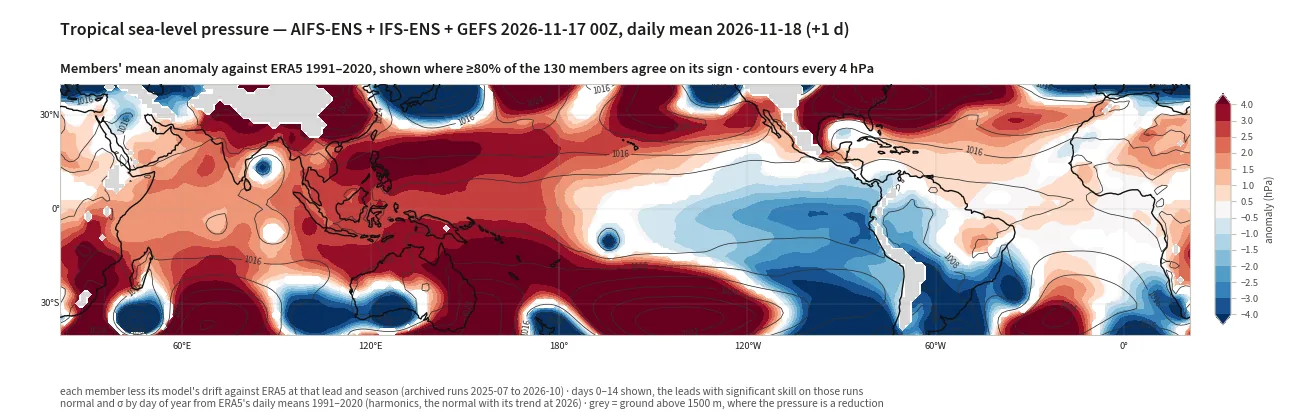 Tropical sea-level pressure — AIFS-ENS + IFS-ENS + GEFS 2026-11-17 00Z, daily mean 2026-11-18 (+1 d)
Members' mean anomaly against ERA5 1991–2020, shown where ≥80% of the 130 members agree on its sign · contours every 4 hPa
30°N
0°
30°S
60°E
120°E
180°
120°W
60°W
0°
1016
1016
1016
1016
1016
1016
1016
1016
1008
4.0
3.0
2.5
2.0
1.5
1.0
0.5
−0.5
−1.0
−1.5
−2.0
−2.5
−3.0
−4.0
anomaly (hPa)
each member less its model's drift against ERA5 at that lead and season (archived runs 2025-07 to 2026-10) · days 0–14 shown, the leads with significant skill on those runs
normal and σ by day of year from ERA5's daily means 1991–2020 (harmonics, the normal with its trend at 2026) · grey = ground above 1500 m, where the pressure is a reduction